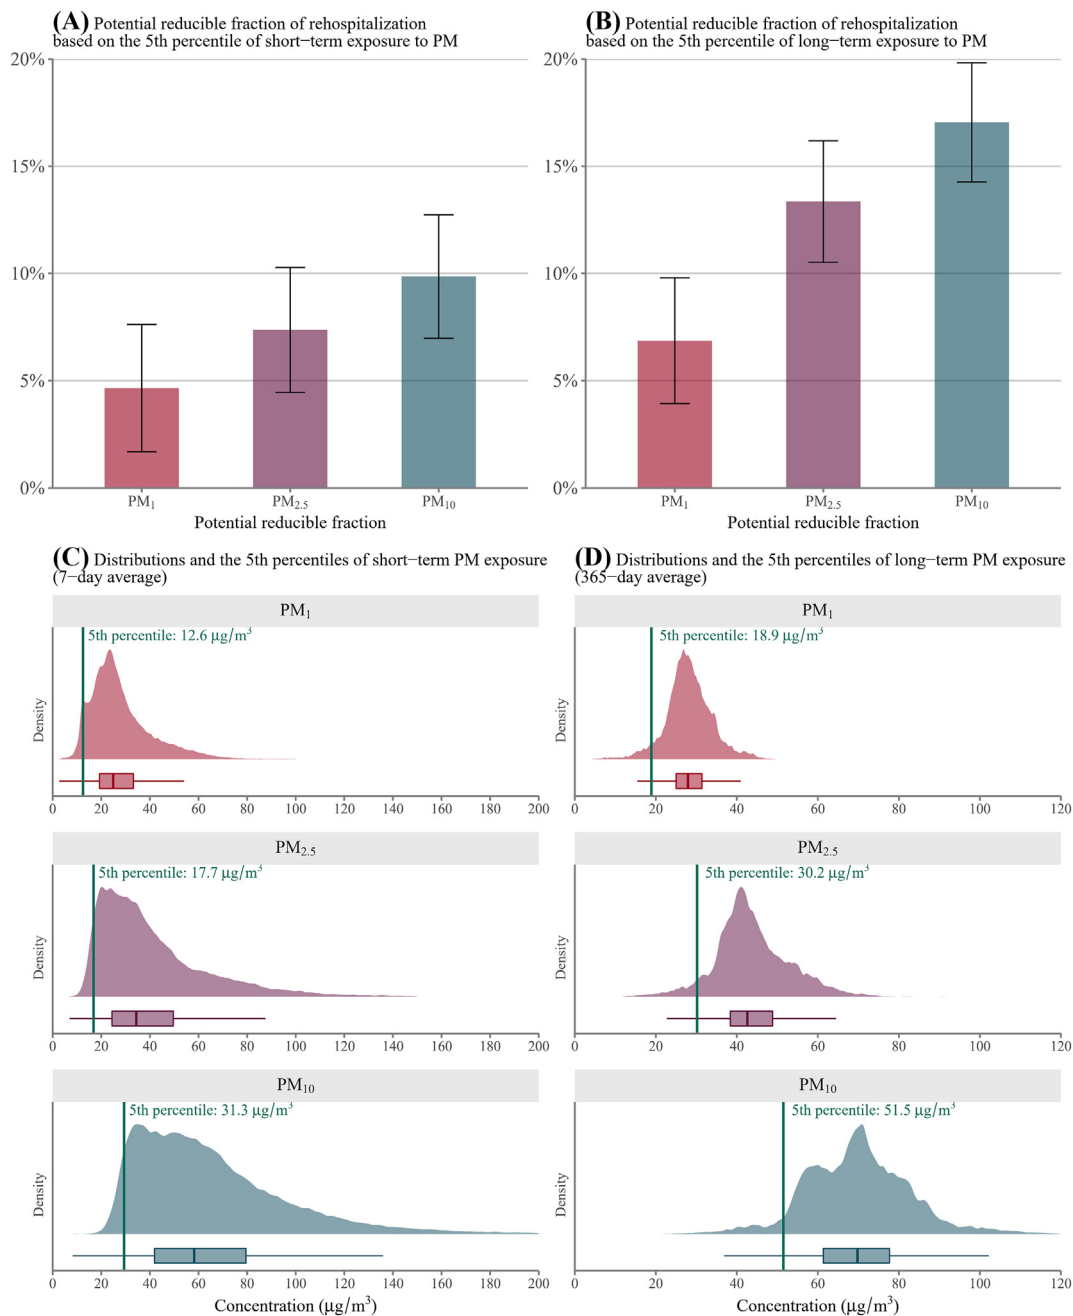 (A) Potential reducible fraction of rehospitalization
based on the 5th percentile of short−term exposure to PM
20%
15%
10%
5%
0%
PM1 PM2.5 PM10
Potential reducible fraction
(B) Potential reducible fraction of rehospitalization
based on the 5th percentile of long−term exposure to PM
20%
15%
10%
5%
0%
PM1 PM2.5 PM10
Potential reducible fraction
(C) Distributions and the 5th percentiles of short−term PM exposure
(7−day average)
PM1
5th percentile: 12.6 μg/m³
Density
0 20 40 60 80 100 120 140 160 180 200
PM2.5
5th percentile: 17.7 μg/m³
Density
0 20 40 60 80 100 120 140 160 180 200
PM10
5th percentile: 31.3 μg/m³
Density
0 20 40 60 80 100 120 140 160 180 200
Concentration (μg/m³)
(D) Distributions and the 5th percentiles of long−term PM exposure
(365−day average)
PM1
5th percentile: 18.9 μg/m³
Density
0 20 40 60 80 100 120
PM2.5
5th percentile: 30.2 μg/m³
Density
0 20 40 60 80 100 120
PM10
5th percentile: 51.5 μg/m³
Density
0 20 40 60 80 100 120
Concentration (μg/m³)